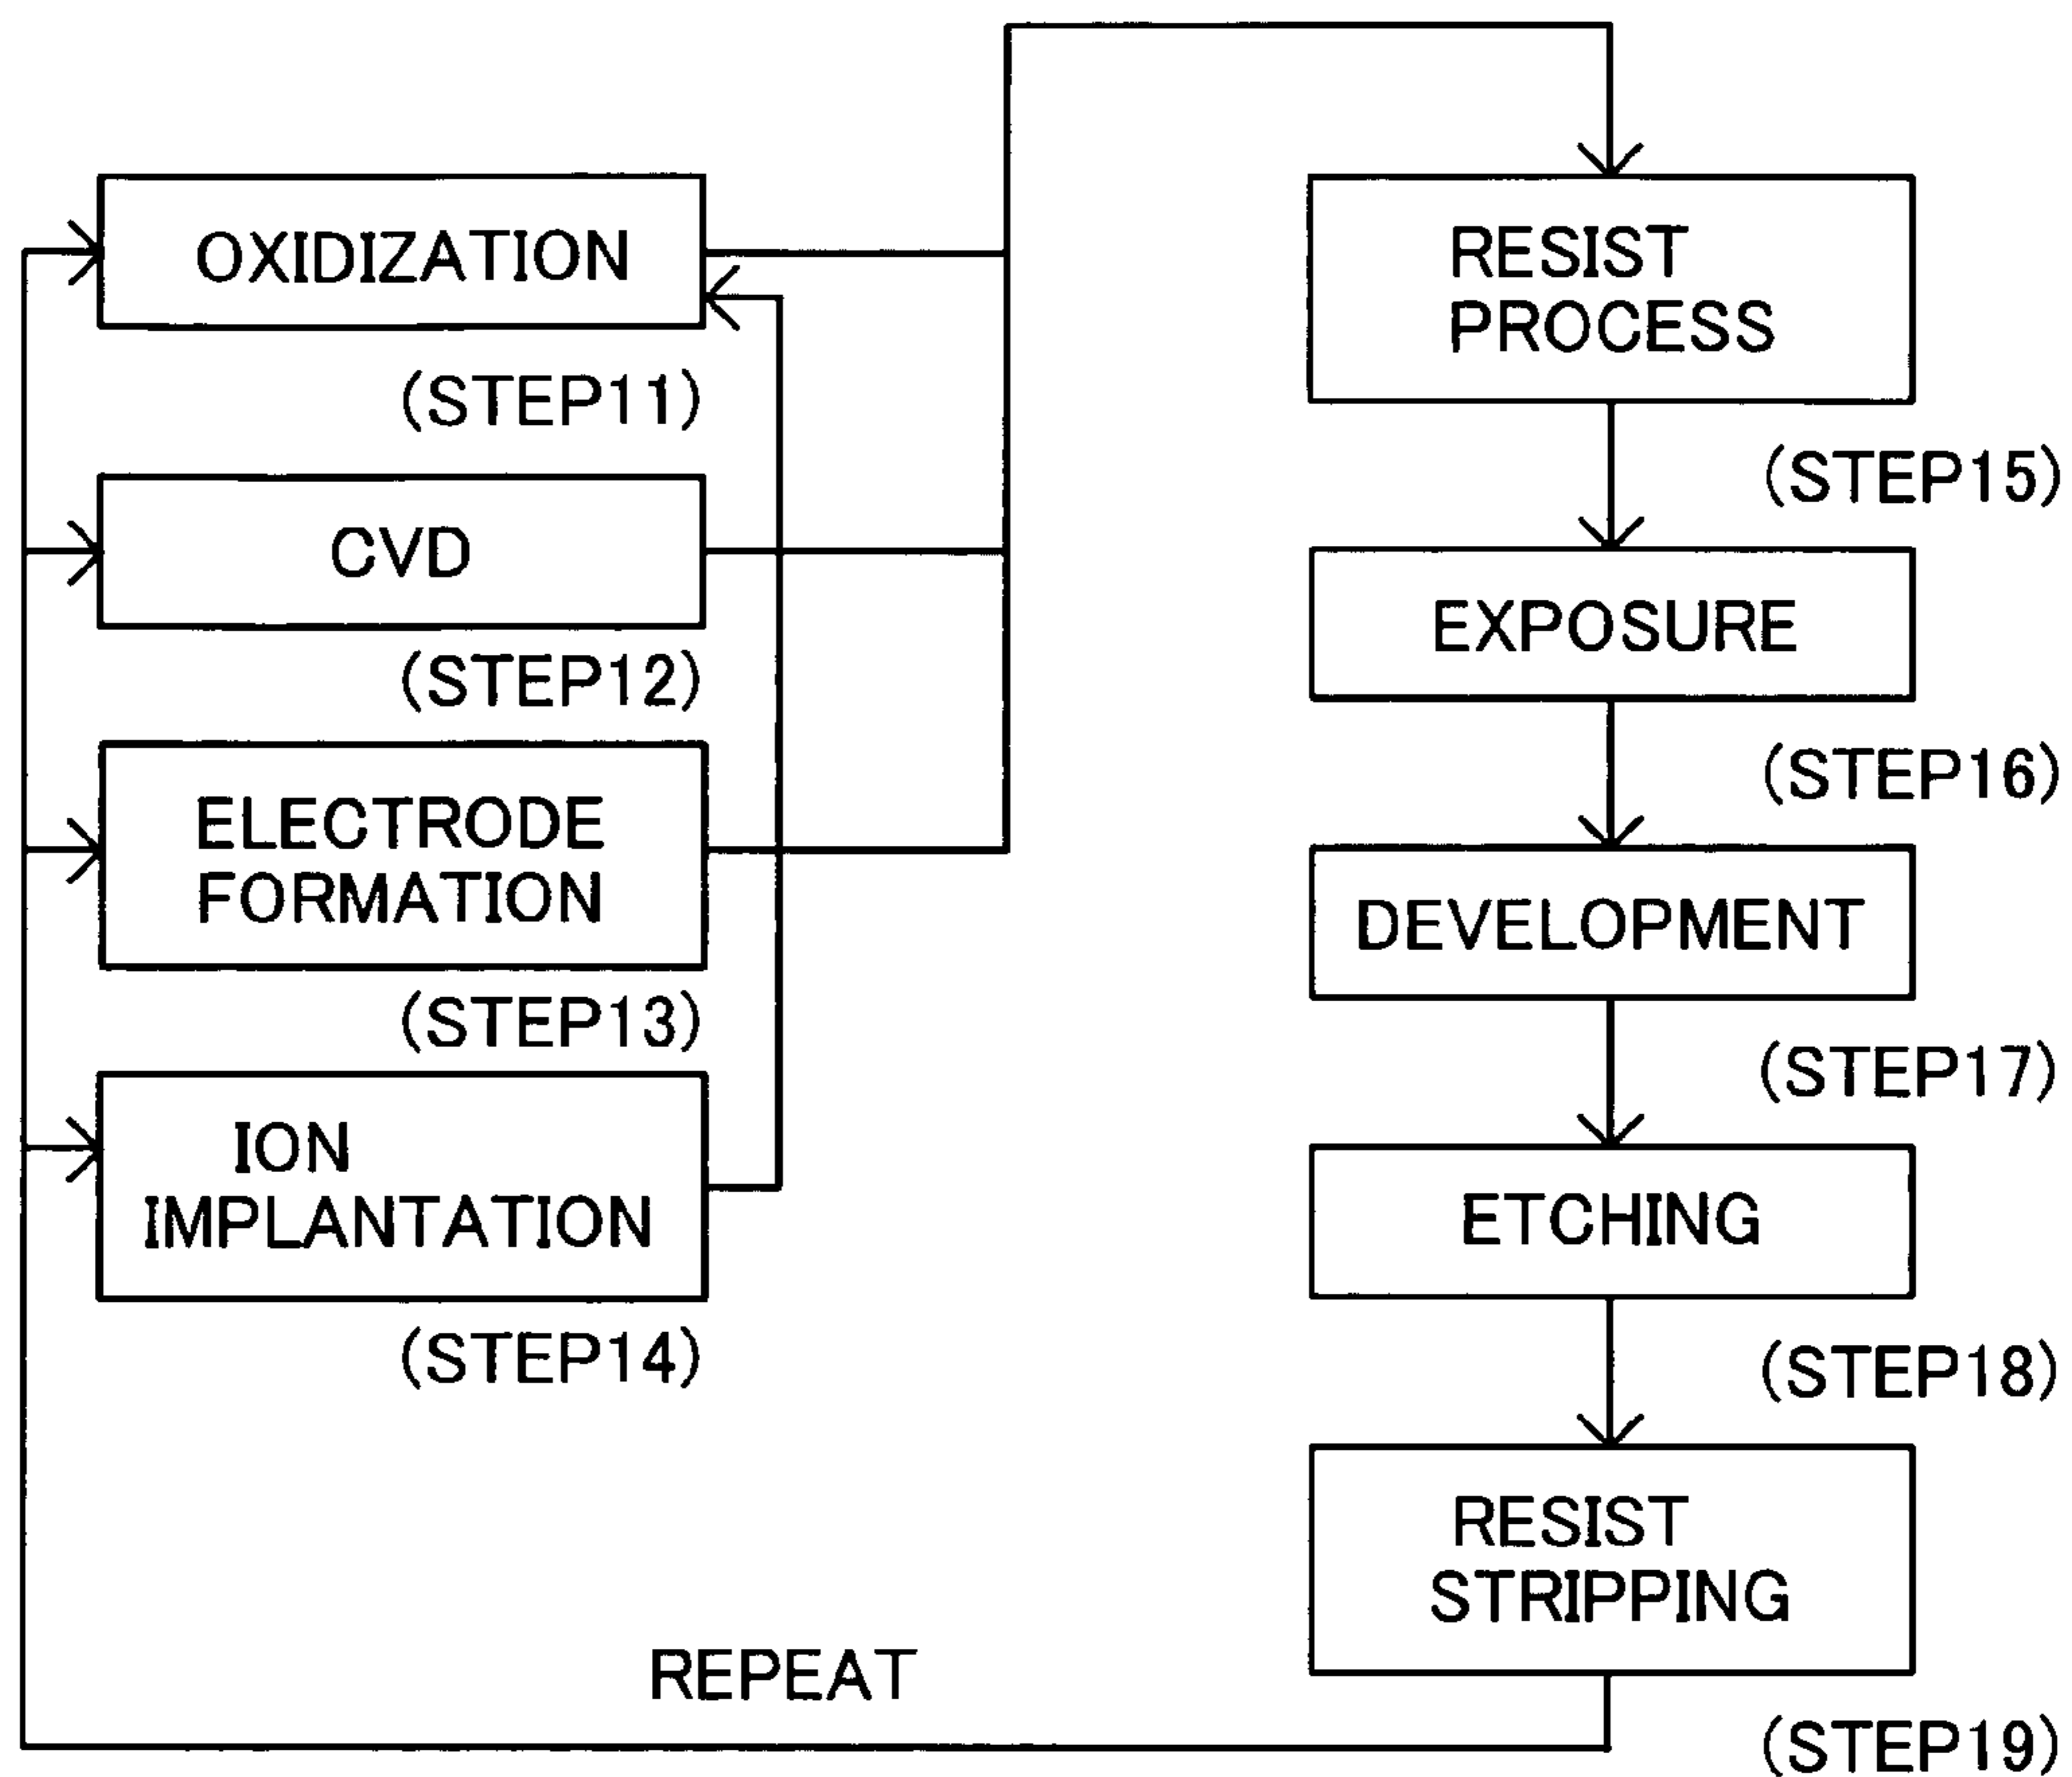 OXIDIZATION
(STEP11)
CVD
(STEP12)
ELECTRODE
FORMATION
(STEP13)
ION
IMPLANTATION
(STEP14)
RESIST
PROCESS
(STEP15)
EXPOSURE
(STEP16)
DEVELOPMENT
(STEP17)
ETCHING
(STEP18)
RESIST
STRIPPING
(STEP19)
REPEAT